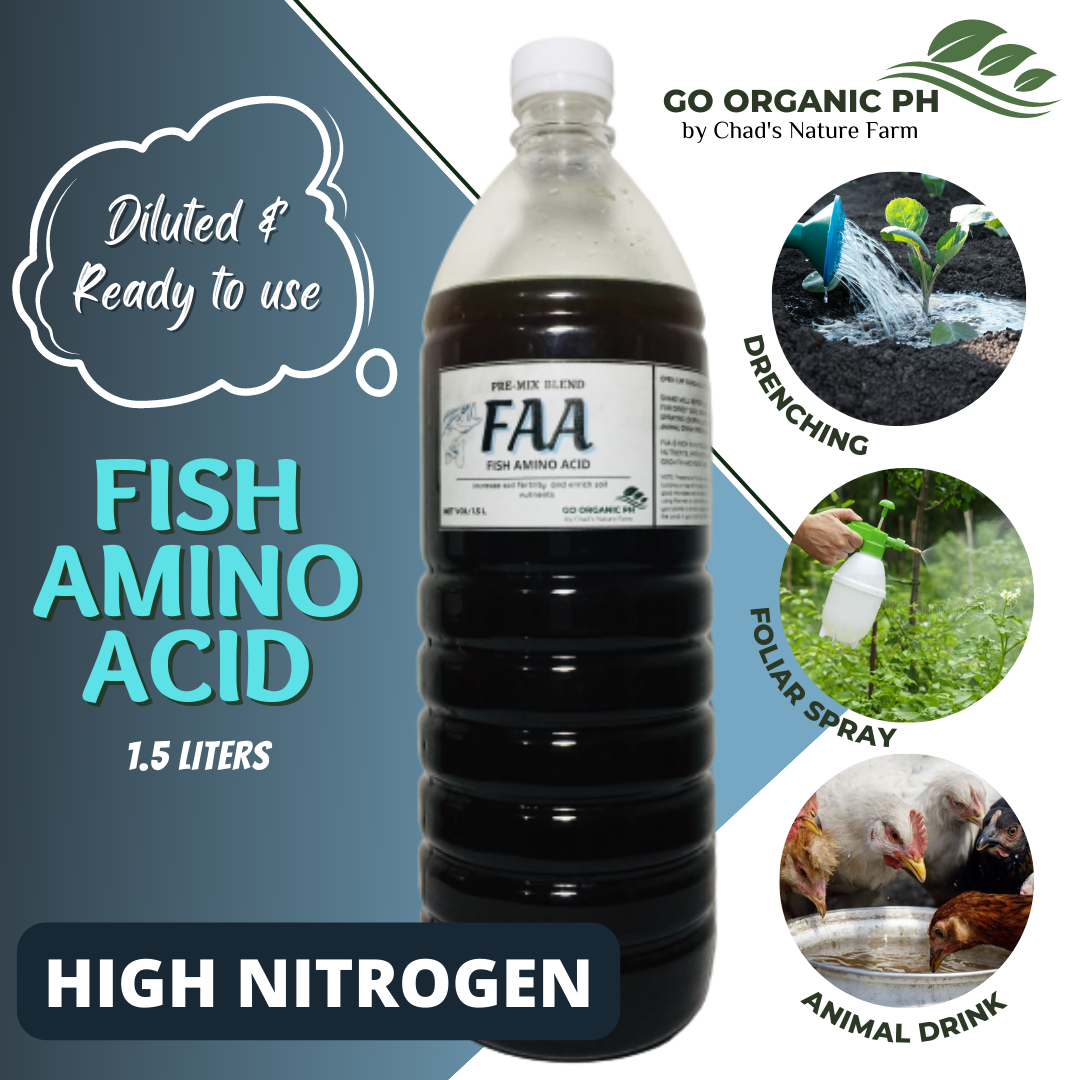 GO ORGANIC PH
by Chad's Nature Farm
Diluted &
Ready to use
FISH
AMINO
ACID
1.5 LITERS
HIGH NITROGEN
PRE-MIX BLEND
FAA
FISH AMINO ACID
increase soil fertility and enrich soil
nutrients
NET VOL: 1.5 L
GO ORGANIC PH
by Chad's Nature Farm
DRENCHING
FOLIAR SPRAY
ANIMAL DRINK